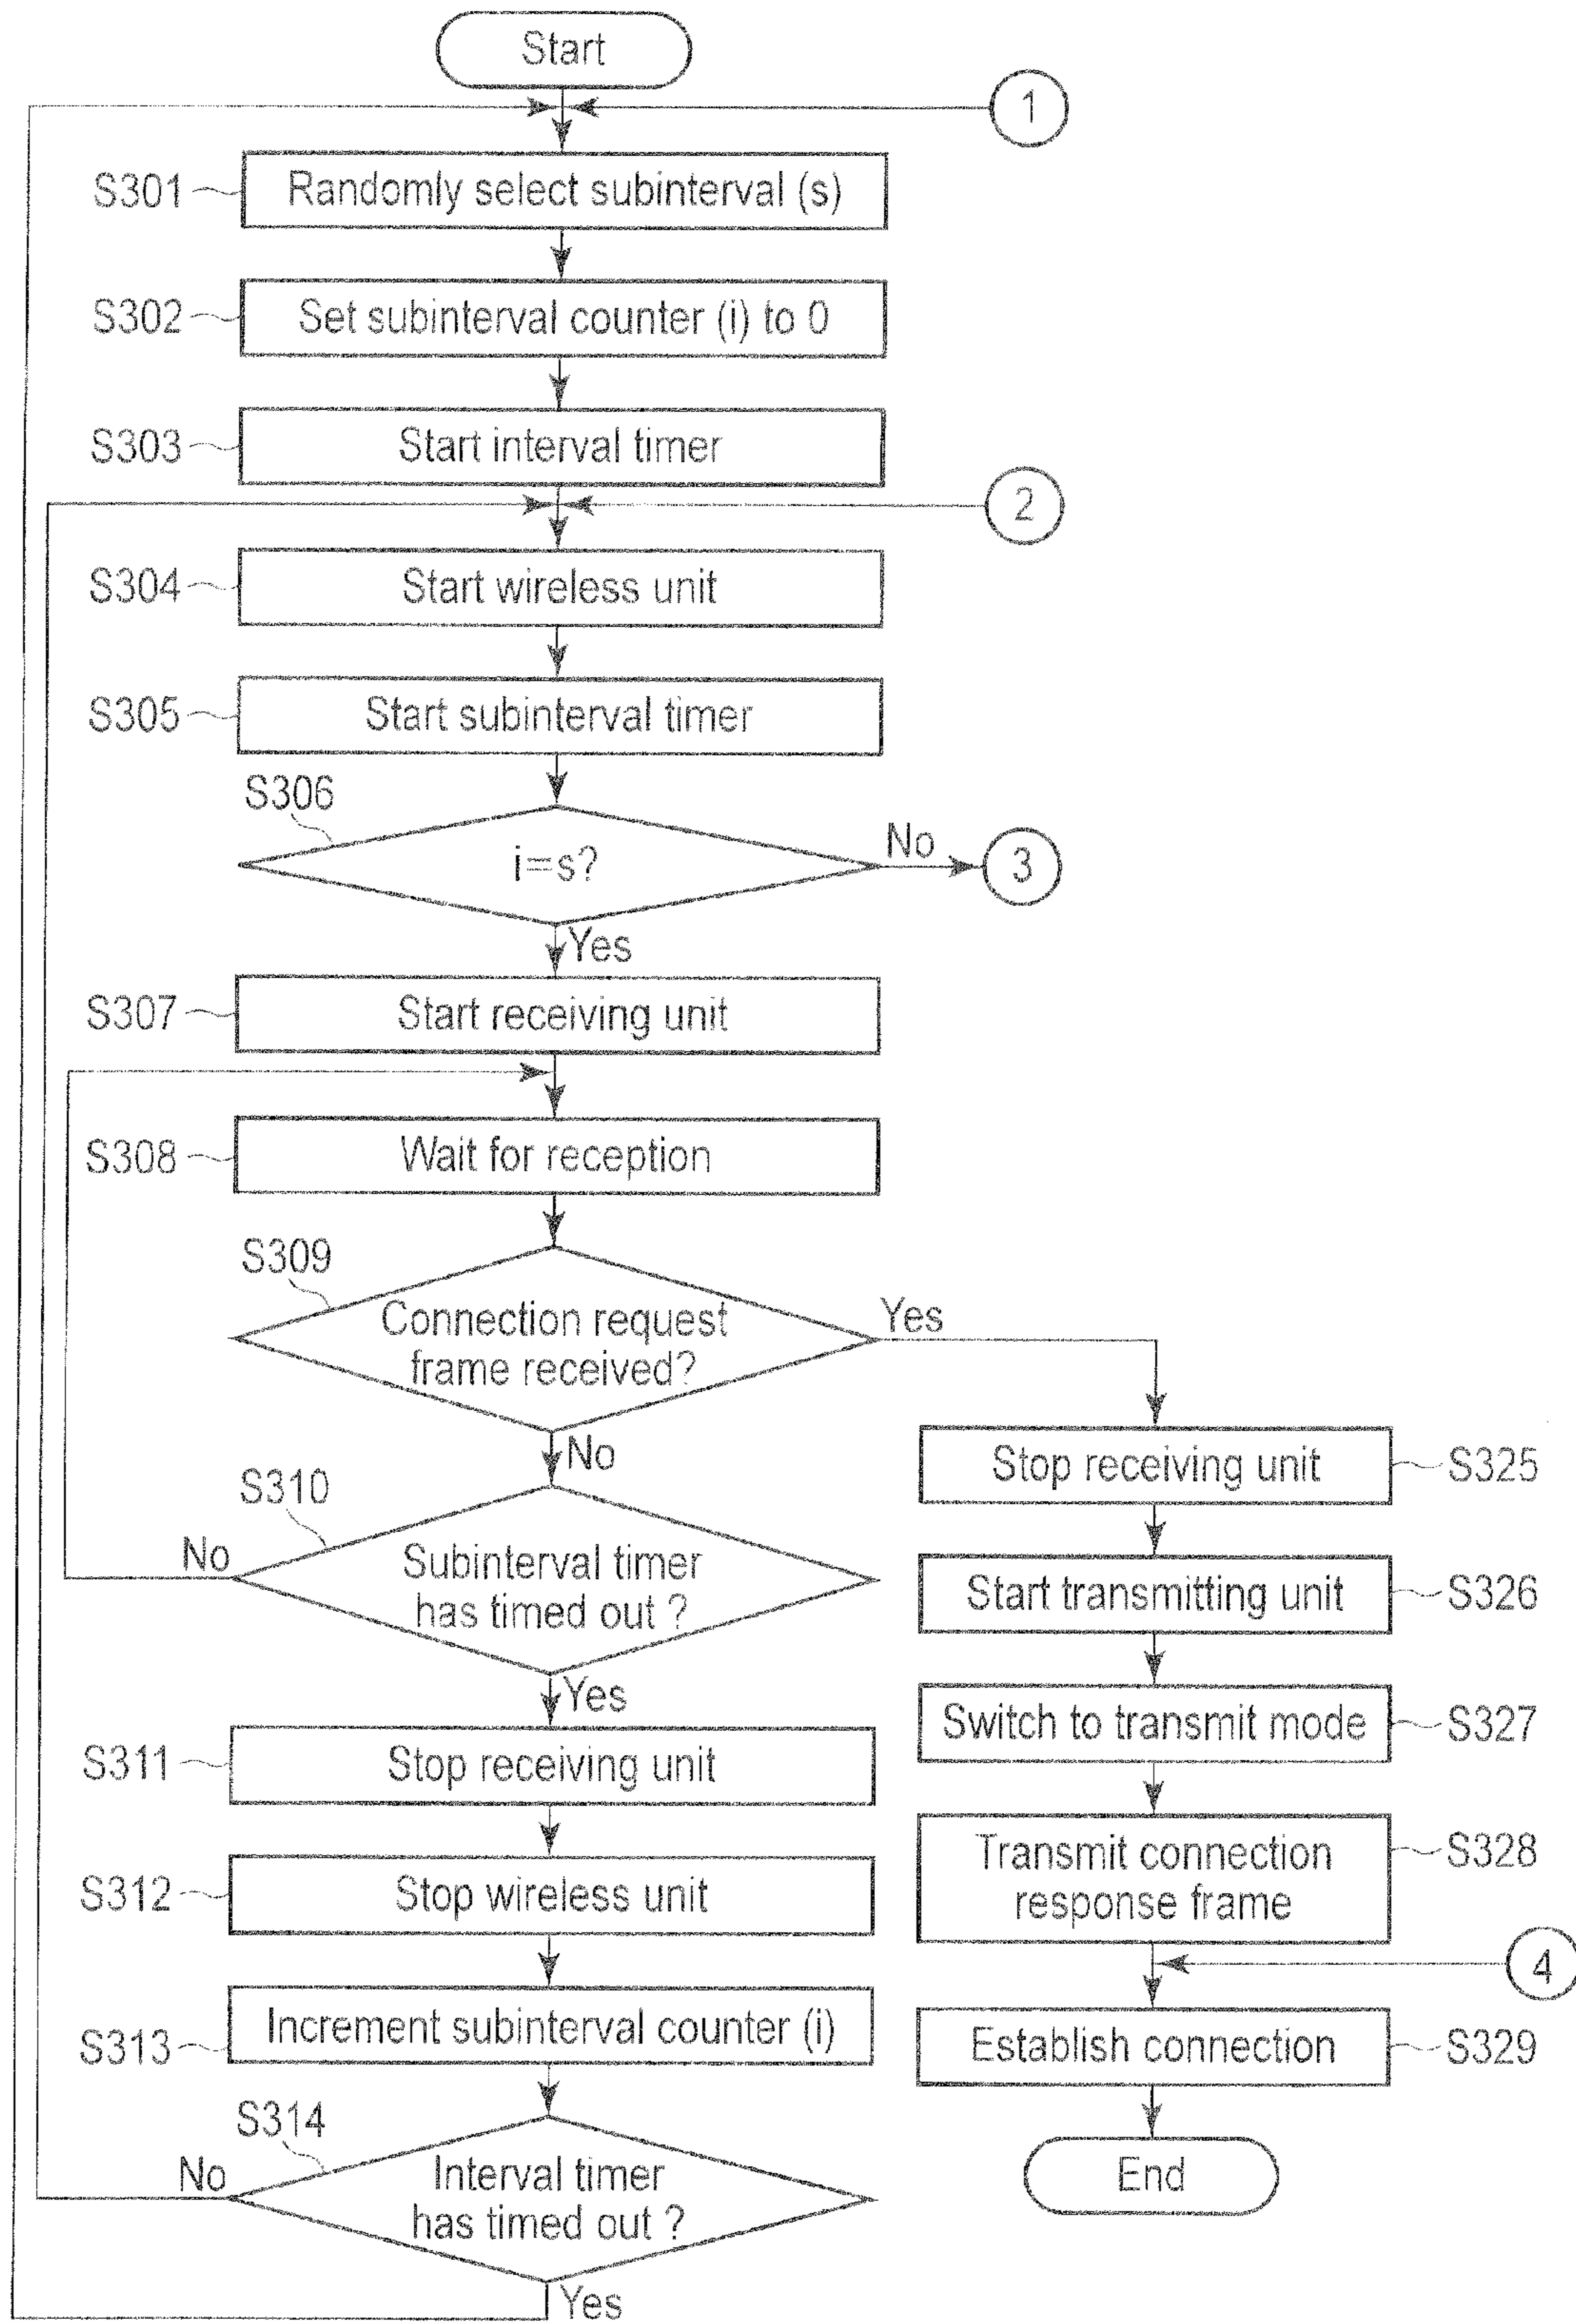 Start
1
S301
Randomly select subinterval (s)
S302
Set subinterval counter (i) to 0
S303
Start interval timer
2
S304
Start wireless unit
S305
Start subinterval timer
S306
i=s?
No
3
Yes
S307
Start receiving unit
S308
Wait for reception
S309
Connection request
frame received?
Yes
No
S310
Subinterval timer
has timed out ?
No
Yes
S311
Stop receiving unit
S312
Stop wireless unit
S313
Increment subinterval counter (i)
S314
Interval timer
has timed out ?
No
Yes
Stop receiving unit
S325
Start transmitting unit
S326
Switch to transmit mode
S327
Transmit connection
response frame
S328
4
Establish connection
S329
End